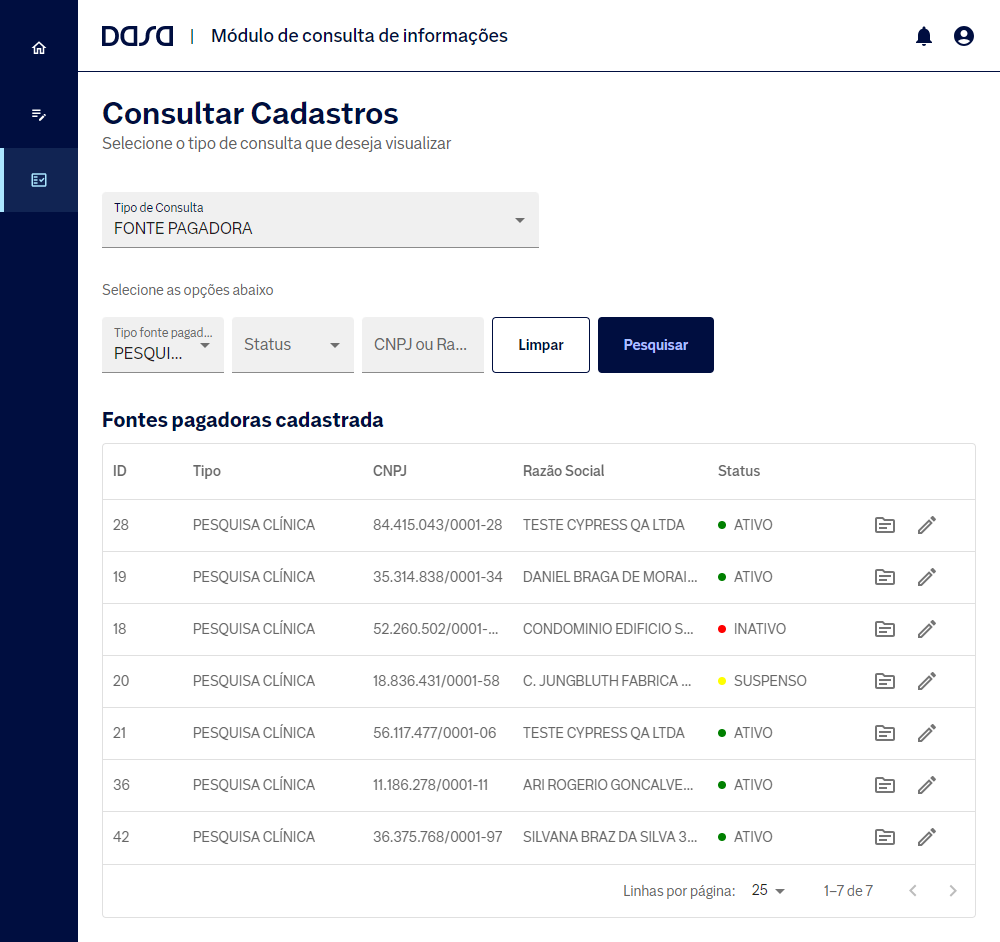 DASA | Módulo de consulta de informações
Consultar Cadastros
Selecione o tipo de consulta que deseja visualizar
Tipo de Consulta
FONTE PAGADORA
Selecione as opções abaixo
Tipo fonte pagad...
PESQUI...
Status
CNPJ ou Ra...
Limpar
Pesquisar
Fontes pagadoras cadastrada
ID Tipo CNPJ Razão Social Status
28 PESQUISA CLÍNICA 84.415.043/0001-28 TESTE CYPRESS QA LTDA ATIVO
19 PESQUISA CLÍNICA 35.314.838/0001-34 DANIEL BRAGA DE MORAI... ATIVO
18 PESQUISA CLÍNICA 52.260.502/0001-... CONDOMINIO EDIFICIO S... INATIVO
20 PESQUISA CLÍNICA 18.836.431/0001-58 C. JUNGBLUTH FABRICA ... SUSPENSO
21 PESQUISA CLÍNICA 56.117.477/0001-06 TESTE CYPRESS QA LTDA ATIVO
36 PESQUISA CLÍNICA 11.186.278/0001-11 ARI ROGERIO GONCALVE... ATIVO
42 PESQUISA CLÍNICA 36.375.768/0001-97 SILVANA BRAZ DA SILVA 3... ATIVO
Linhas por página: 25 1–7 de 7